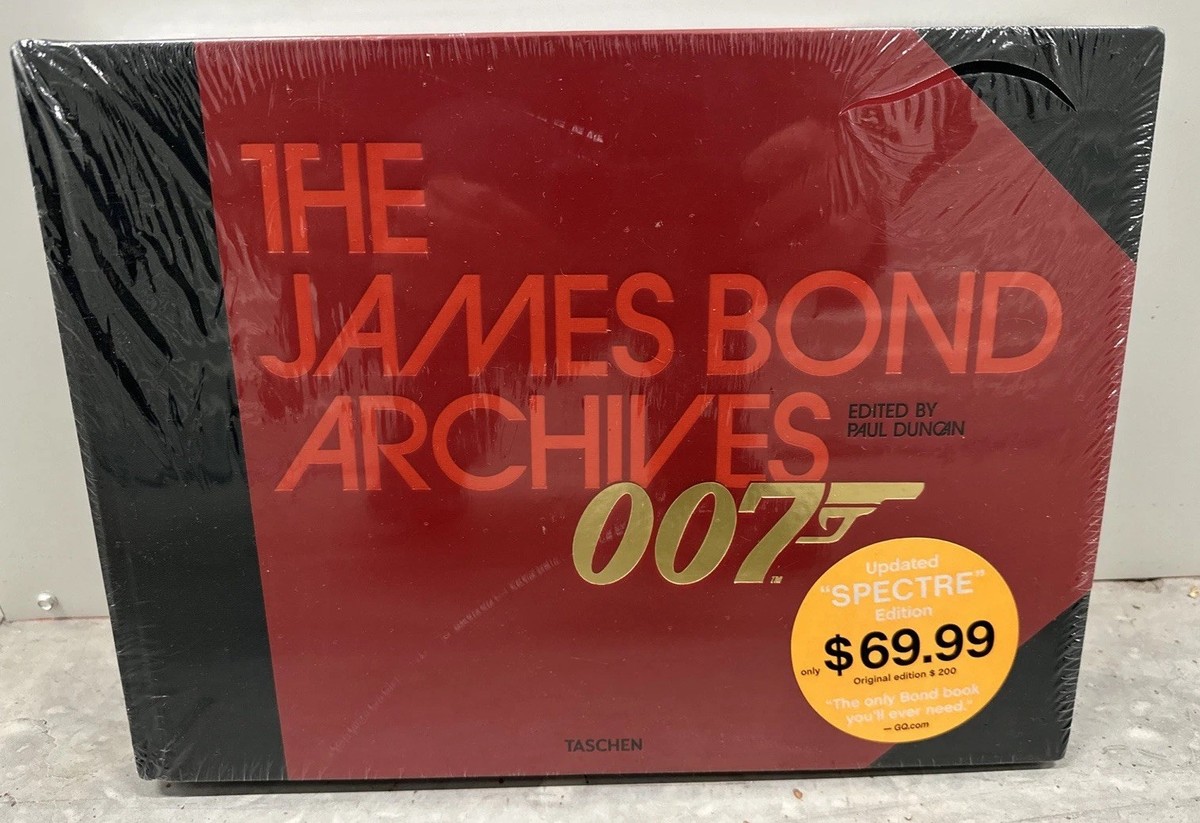 THE
JAMES BOND
ARCHIVES
EDITED BY
PAUL DUNCAN
007
TM
Updated
"SPECTRE"
Edition
only $69.99
Original edition $ 200
"The only Bond book
you'll ever need."
— GQ.com
TASCHEN